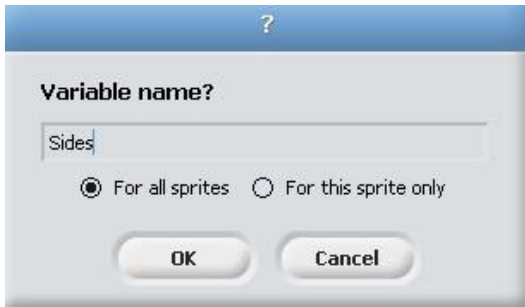 ?
Variable name?
Sides
For all sprites For this sprite only
OK Cancel